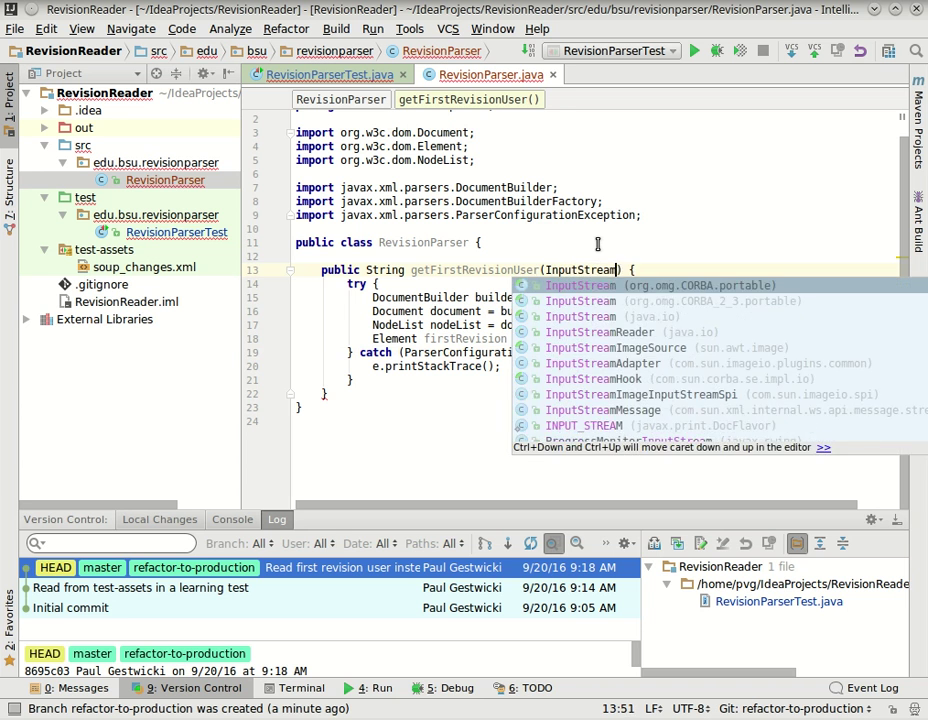 RevisionReader - [~/IdeaProjects/RevisionReader] - [RevisionReader] - ~/IdeaProjects/RevisionReader/src/edu/bsu/revisionparser/RevisionParser.java - Intelli...
File Edit View Navigate Code Analyze Refactor Build Run Tools VCS Window Help
RevisionReader src edu bsu revisionparser RevisionParser RevisionParserTest VCS VCS
1: Project
7: Structure
2: Favorites
Project
RevisionReader ~/IdeaProjects/
.idea
out
src
edu.bsu.revisionparser
RevisionParser
test
edu.bsu.revisionparser
RevisionParserTest
test-assets
soup_changes.xml
.gitignore
RevisionReader.iml
External Libraries
RevisionParserTest.java RevisionParser.java
RevisionParser getFirstRevisionUser()
2
3 import org.w3c.dom.Document;
4 import org.w3c.dom.Element;
5 import org.w3c.dom.NodeList;
6
7 import javax.xml.parsers.DocumentBuilder;
8 import javax.xml.parsers.DocumentBuilderFactory;
9 import javax.xml.parsers.ParserConfigurationException;
10
11 public class RevisionParser {
12
13 public String getFirstRevisionUser(InputStream) {
14 try {
15 DocumentBuilder builde
16 Document document = bu
17 NodeList nodeList = do
18 Element firstRevision
19 } catch (ParserConfigurati
20 e.printStackTrace();
21 }
22 }
23 }
24
InputStream (org.omg.CORBA.portable)
InputStream (org.omg.CORBA_2_3.portable)
InputStream (java.io)
InputStreamReader (java.io)
InputStreamImageSource (sun.awt.image)
InputStreamAdapter (com.sun.imageio.plugins.common)
InputStreamHook (com.sun.corba.se.impl.io)
InputStreamImageInputStreamSpi (com.sun.imageio.spi)
InputStreamMessage (com.sun.xml.internal.ws.api.message.stre
INPUT_STREAM (javax.print.DocFlavor)
ProgressMonitorInputStream (javax.swing)
Ctrl+Down and Ctrl+Up will move caret down and up in the editor >>
Maven Projects
Ant Build
Version Control: Local Changes Console Log
Branch: All User: All Date: All Paths: All
HEAD master refactor-to-production Read first revision user inste Paul Gestwicki 9/20/16 9:18 AM
Read from test-assets in a learning test Paul Gestwicki 9/20/16 9:14 AM
Initial commit Paul Gestwicki 9/20/16 9:05 AM
HEAD master refactor-to-production
8695c03 Paul Gestwicki on 9/20/16 at 9:18 AM
RevisionReader 1 file
/home/pvg/IdeaProjects/RevisionReade
RevisionParserTest.java
0: Messages 9: Version Control Terminal 4: Run 5: Debug 6: TODO Event Log
Branch refactor-to-production was created (a minute ago) 13:51 LF÷ UTF-8÷ Git: refactor-to-production÷